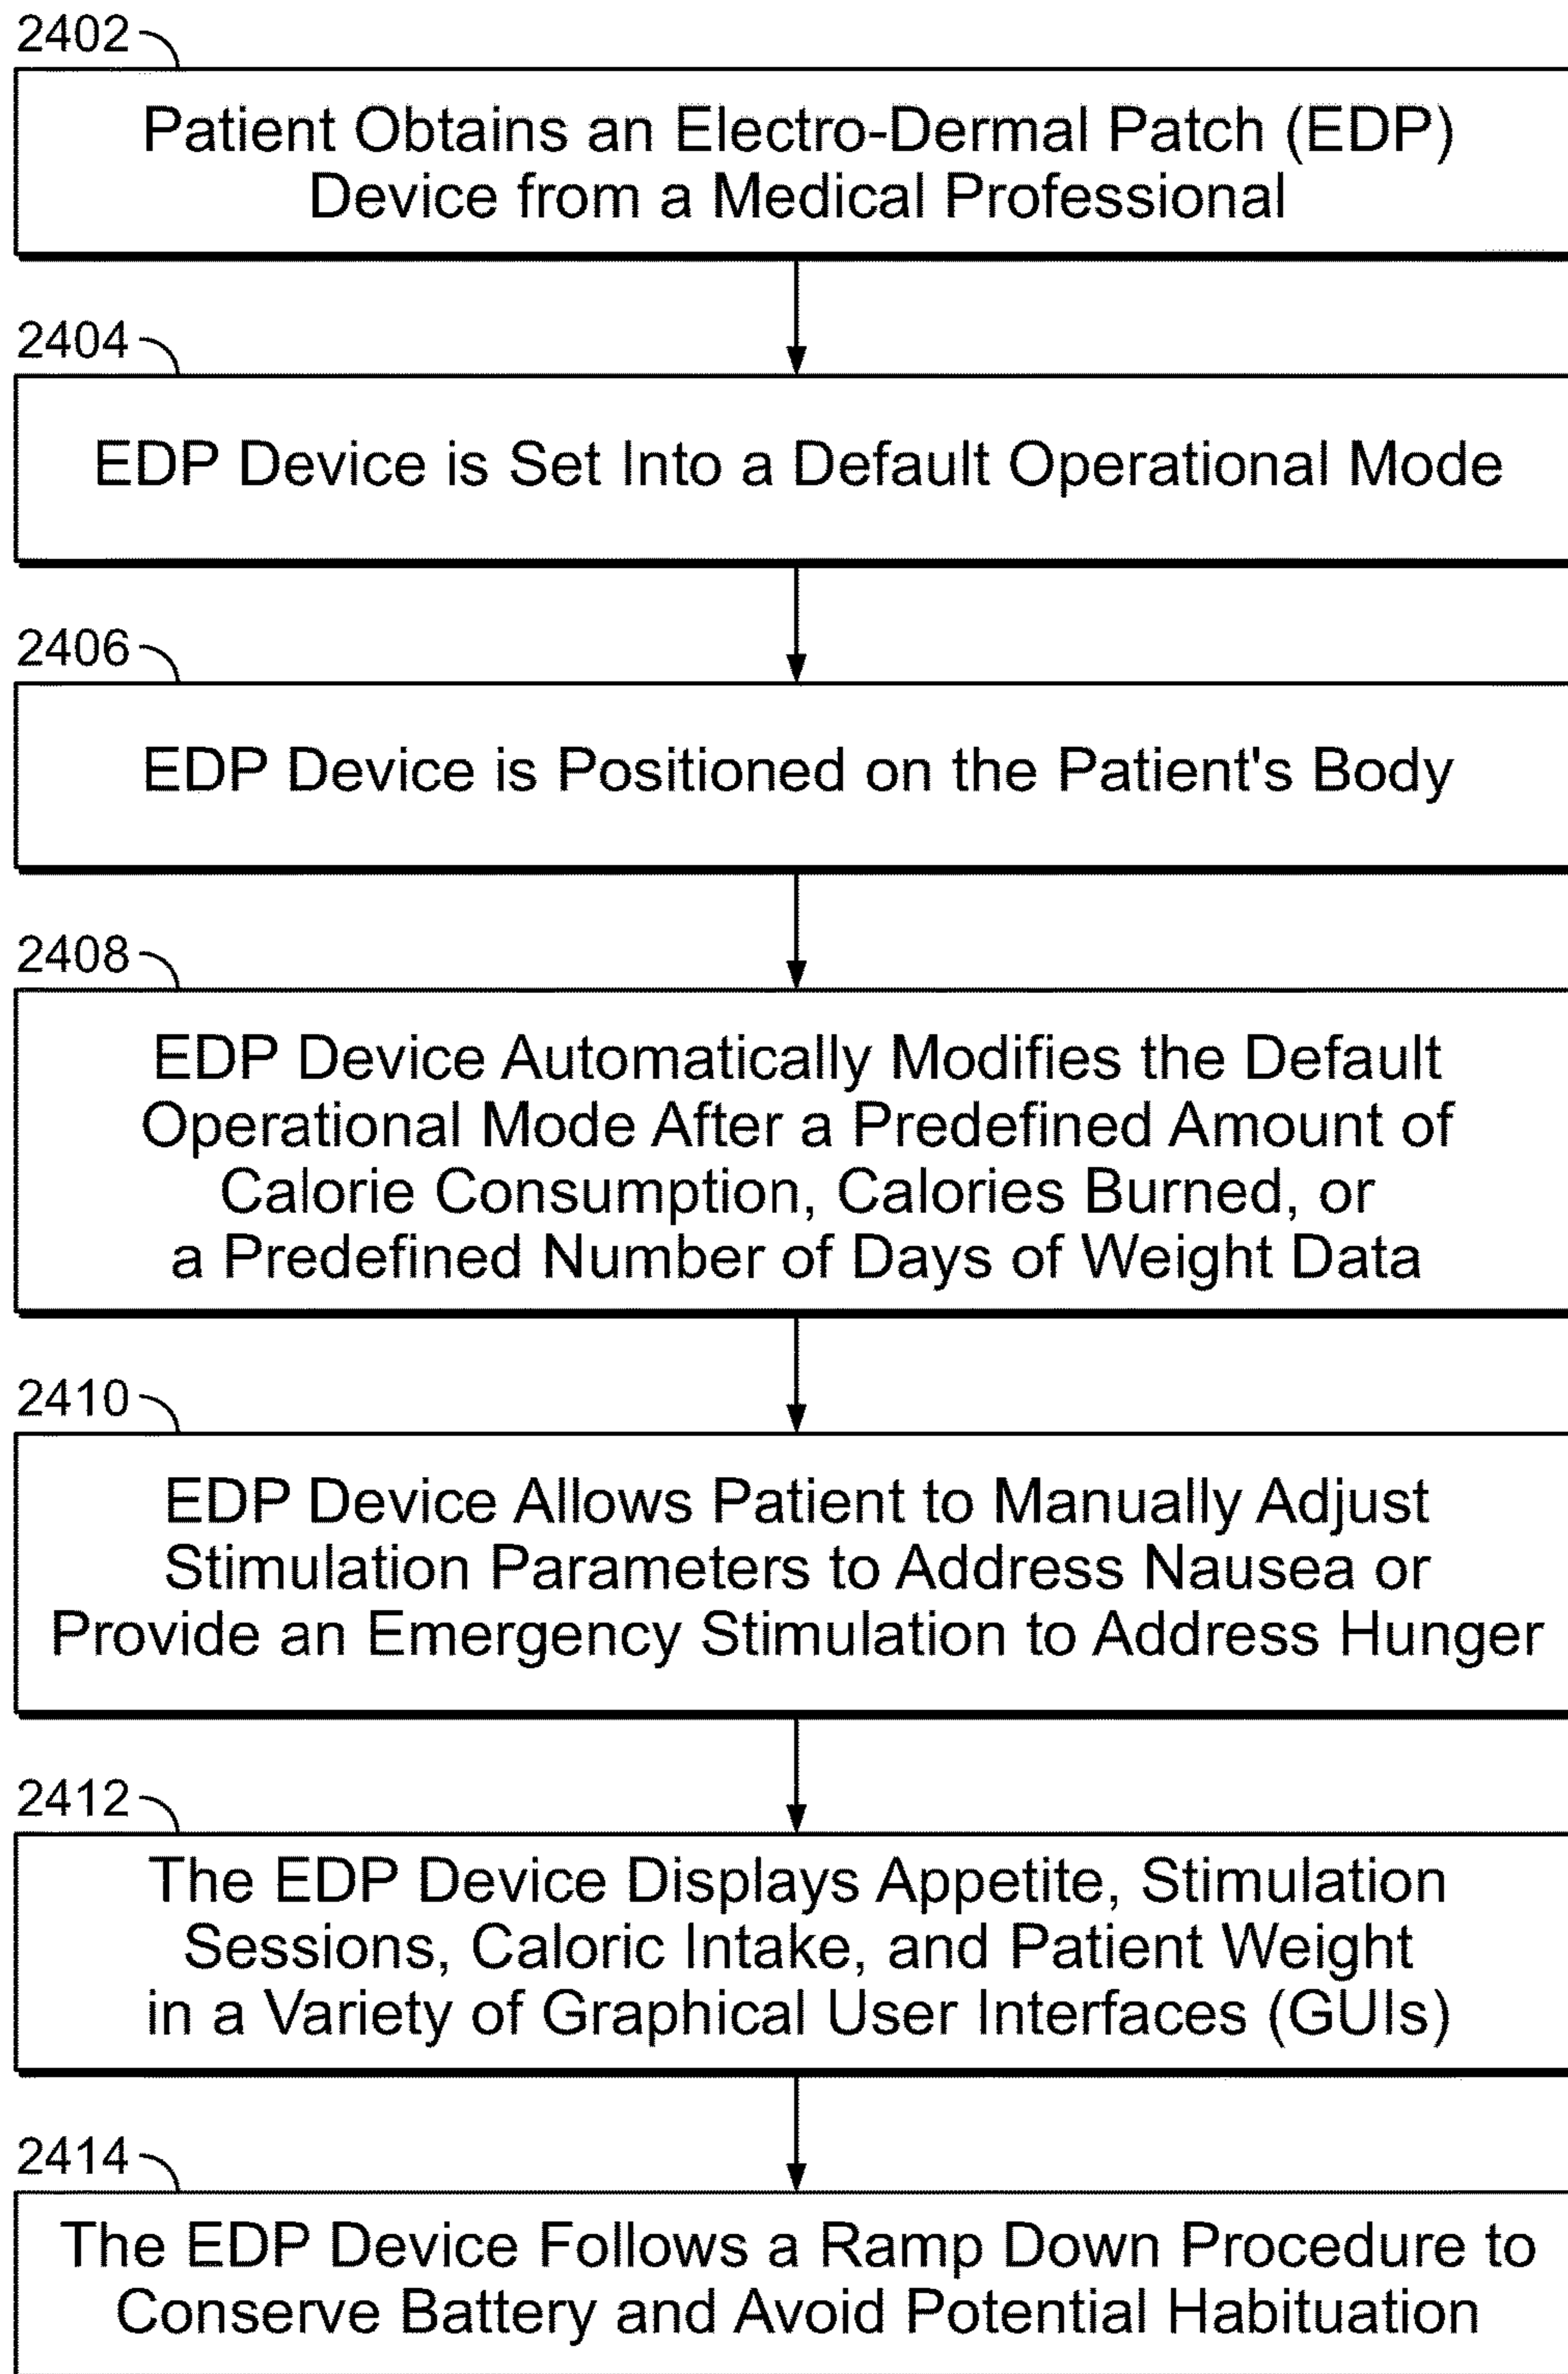 2402
Patient Obtains an Electro-Dermal Patch (EDP)
Device from a Medical Professional
2404
EDP Device is Set Into a Default Operational Mode
2406
EDP Device is Positioned on the Patient's Body
2408
EDP Device Automatically Modifies the Default
Operational Mode After a Predefined Amount of
Calorie Consumption, Calories Burned, or
a Predefined Number of Days of Weight Data
2410
EDP Device Allows Patient to Manually Adjust
Stimulation Parameters to Address Nausea or
Provide an Emergency Stimulation to Address Hunger
2412
The EDP Device Displays Appetite, Stimulation
Sessions, Caloric Intake, and Patient Weight
in a Variety of Graphical User Interfaces (GUIs)
2414
The EDP Device Follows a Ramp Down Procedure to
Conserve Battery and Avoid Potential Habituation